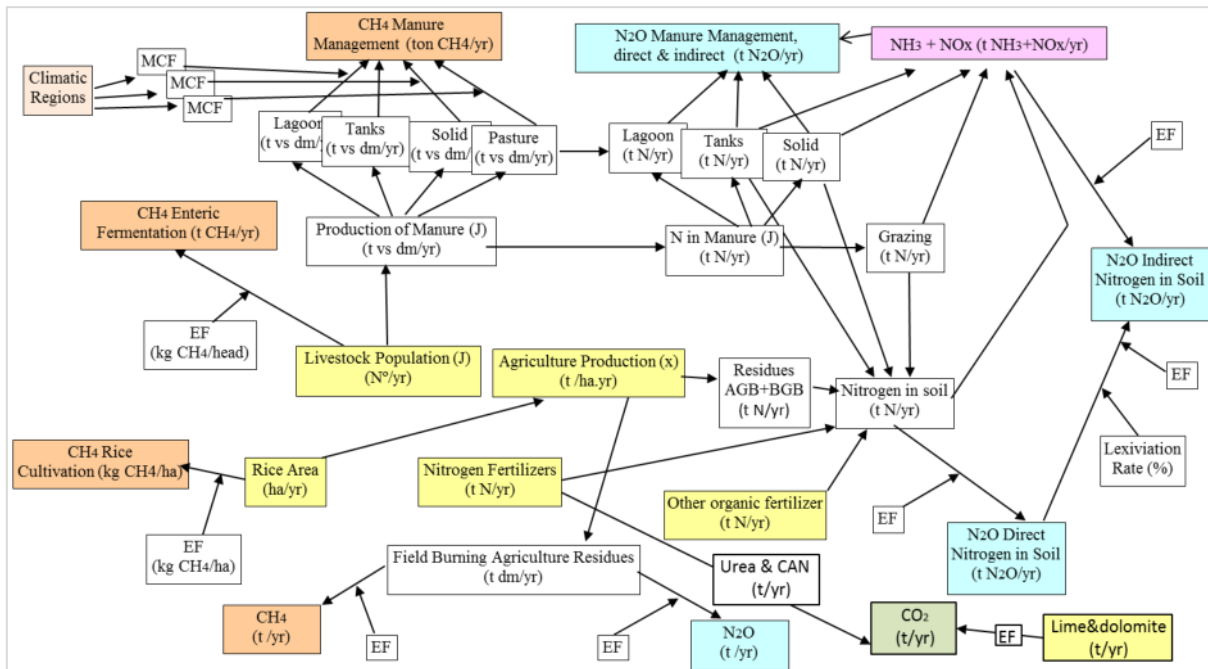 CH4 Manure
Management (ton CH4/yr)
N2O Manure Management,
direct & indirect (t N2O/yr)
NH3 + NOx (t NH3+NOx/yr)
MCF
MCF
MCF
Climatic
Regions
Lagoon
(t vs dm/yr)
Tanks
(t vs dm/yr)
Solid
(t vs dm/
Pasture
(t vs dm/yr)
Lagoon
(t N/yr)
Tanks
(t N/yr)
Solid
(t N/yr)
EF
CH4 Enteric
Fermentation (t CH4/yr)
Production of Manure (J)
(t vs dm/yr)
N in Manure (J)
(t N/yr)
Grazing
(t N/yr)
N2O Indirect
Nitrogen in Soil
(t N2O/yr)
EF
(kg CH4/head)
Livestock Population (J)
(Nº/yr)
Agriculture Production (x)
(t /ha.yr)
Residues
AGB+BGB
(t N/yr)
Nitrogen in soil
(t N/yr)
EF
CH4 Rice
Cultivation (kg CH4/ha)
Rice Area
(ha/yr)
Nitrogen Fertilizers
(t N/yr)
Other organic fertilizer
(t N/yr)
Lexiviation
Rate (%)
EF
EF
(kg CH4/ha)
Field Burning Agriculture Residues
(t dm/yr)
Urea & CAN
(t/yr)
N2O Direct
Nitrogen in Soil
(t N2O/yr)
CH4
(t /yr)
EF
EF
N2O
(t /yr)
CO2
(t/yr)
EF
Lime&dolomite
(t/yr)